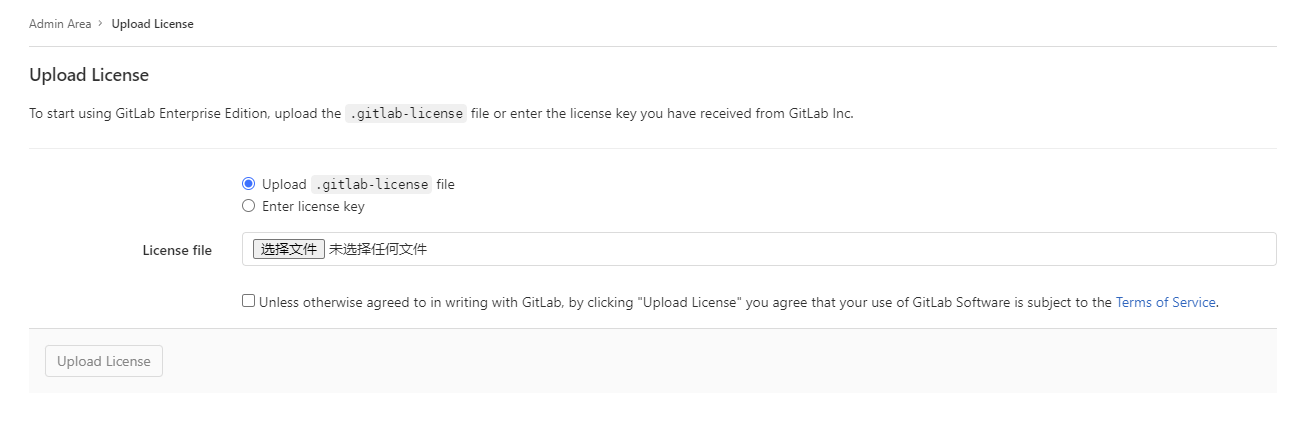 Admin Area > Upload License
Upload License
To start using GitLab Enterprise Edition, upload the .gitlab-license file or enter the license key you have received from GitLab Inc.
Upload .gitlab-license file
Enter license key
License file 选择文件 未选择任何文件
Unless otherwise agreed to in writing with GitLab, by clicking "Upload License" you agree that your use of GitLab Software is subject to the Terms of Service.
Upload License